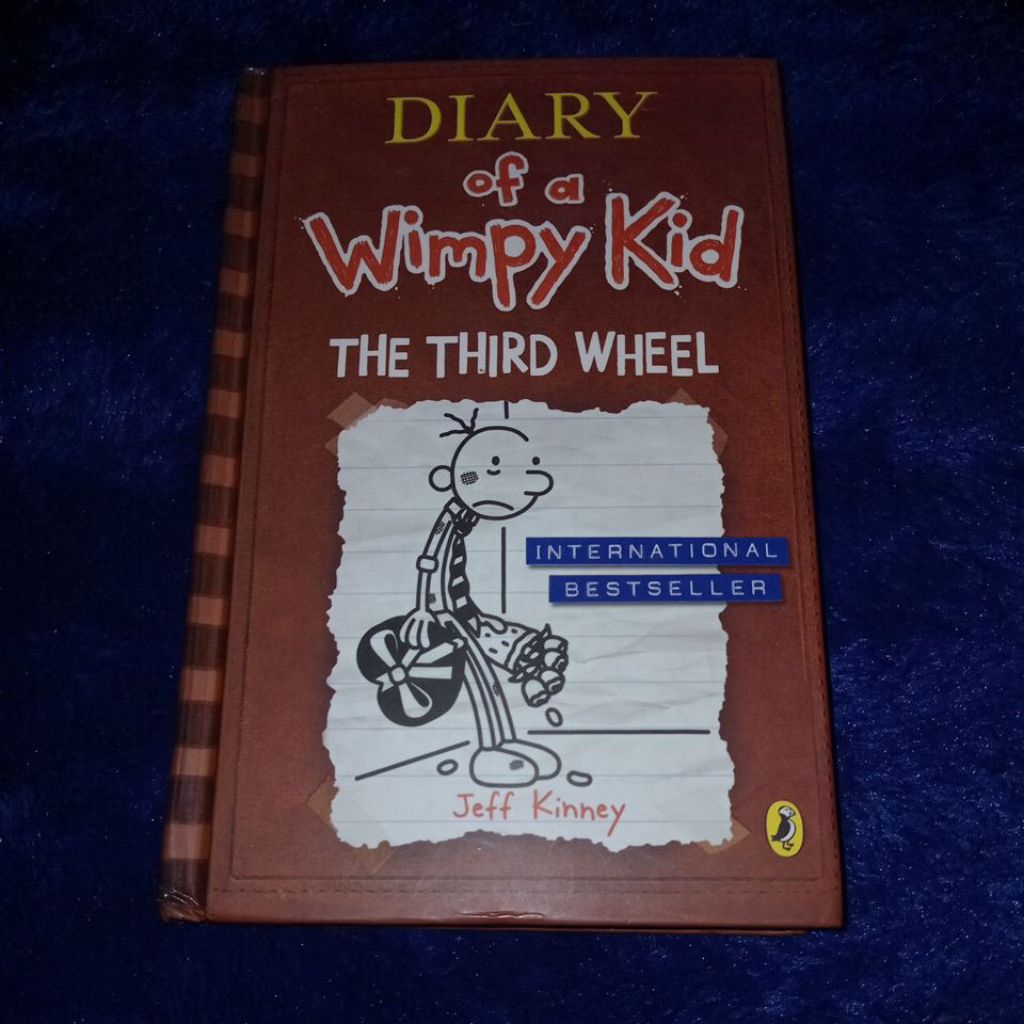 DIARY
of a
Wimpy Kid
THE THIRD WHEEL
INTERNATIONAL
BESTSELLER
Jeff Kinney